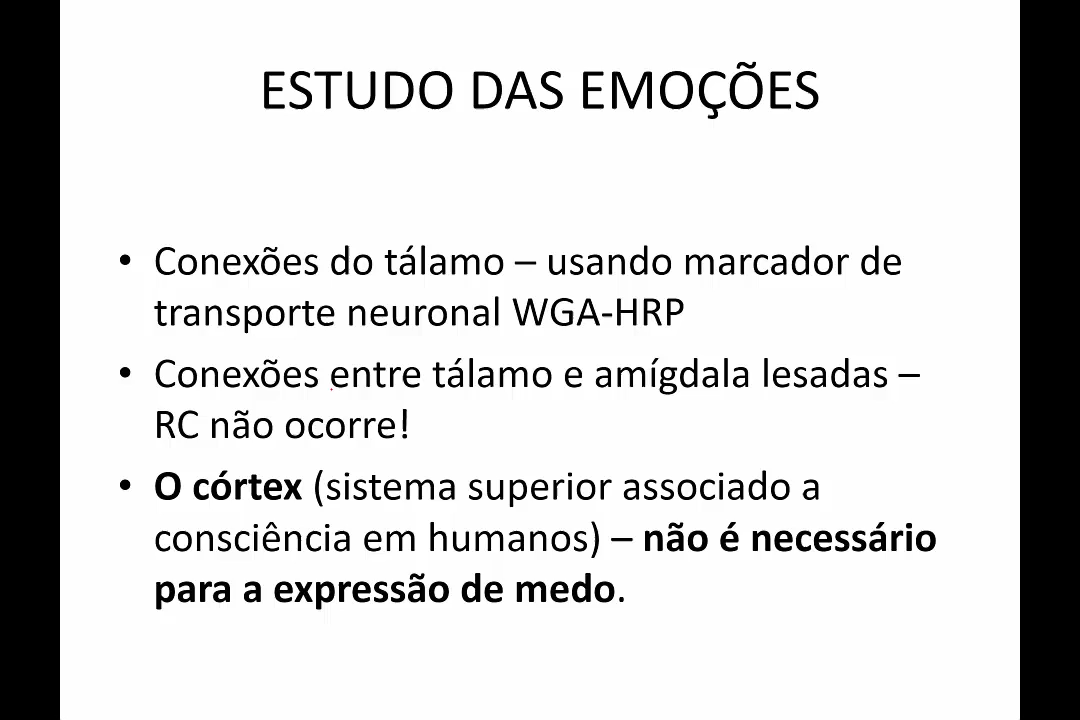 ESTUDO DAS EMOÇÕES
• Conexões do tálamo – usando marcador de
transporte neuronal WGA-HRP
• Conexões entre tálamo e amígdala lesadas –
RC não ocorre!
• O córtex (sistema superior associado a
consciência em humanos) – não é necessário
para a expressão de medo.